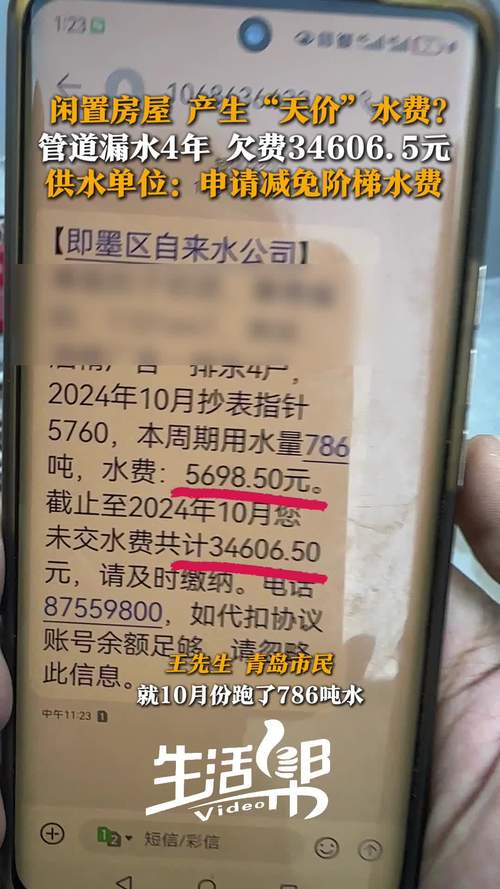 1:23
闲置房屋 产生“天价”水费?
管道漏水4年 欠费34606.5元
供水单位：申请减免阶梯水费
【即墨区自来水公司】
2024年10月抄表指针
5760，本周期用水量786
吨，水费：5698.50元。
截止至2024年10月您
未交水费共计34606.50
元，请及时缴纳。电话
87559800，如代扣协议
账号余额足够，请忽略
此信息。
王先生 青岛市民
就10月份跑了786吨水
中午11:23 1
生活帮
Video
短信/彩信